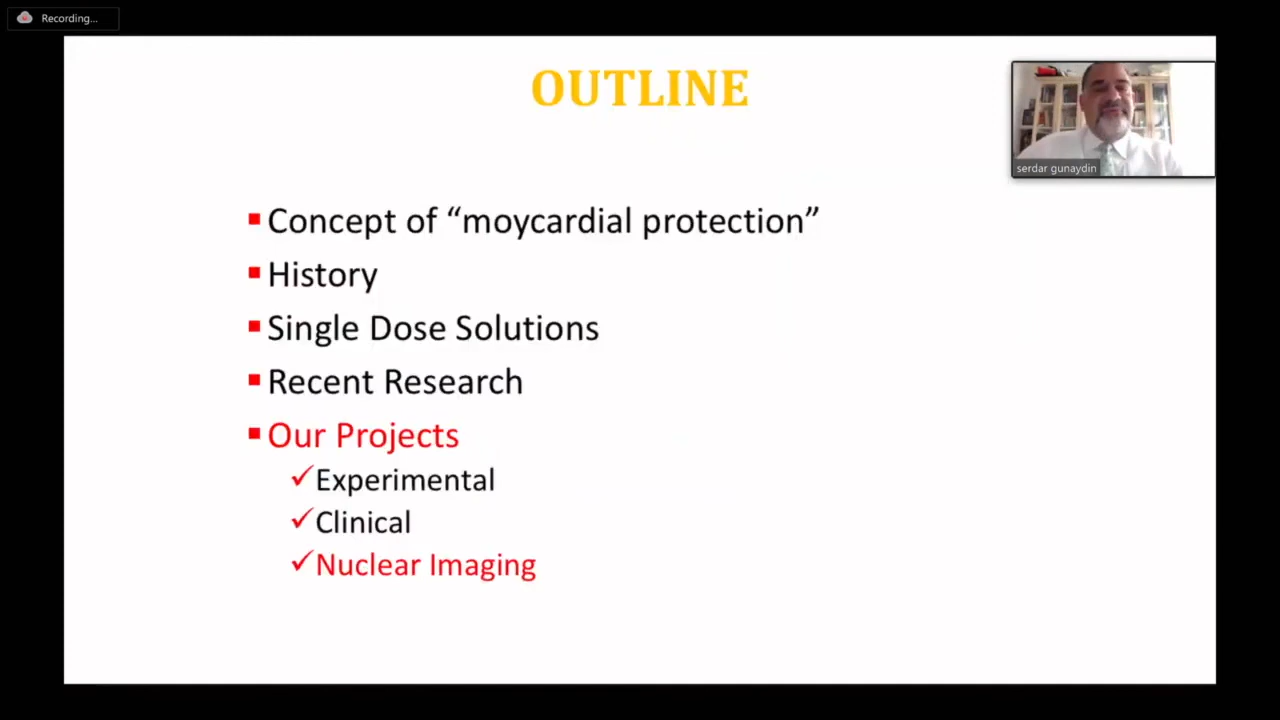 Recording...
OUTLINE
serdar gunaydin
Concept of “moycardial protection”
History
Single Dose Solutions
Recent Research
Our Projects
Experimental
Clinical
Nuclear Imaging